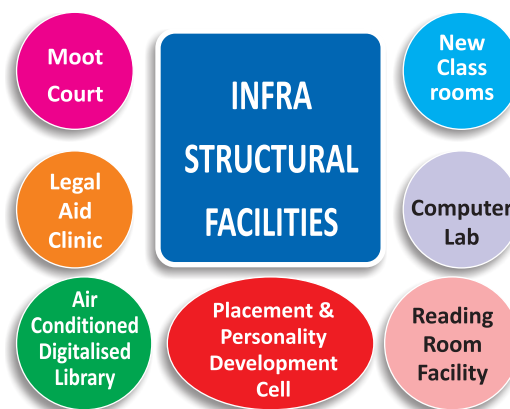 Moot
Court
INFRA
STRUCTURAL
FACILITIES
New
Class
rooms
Legal
Aid
Clinic
Computer
Lab
Air
Conditioned
Digitalised
Library
Placement &
Personality
Development
Cell
Reading
Room
Facility